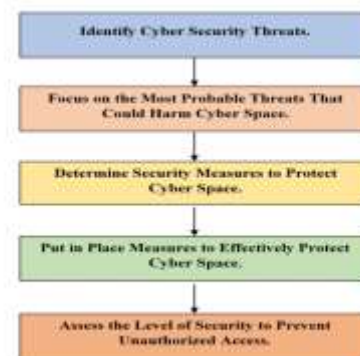 Identify Cyber Security Threats.
Focus on the Most Probable Threats That
Could Harm Cyber Space.
Determine Security Measures to Protect
Cyber Space.
Put in Place Measures to Effectively Protect
Cyber Space.
Assess the Level of Security to Prevent
Unauthorized Access.